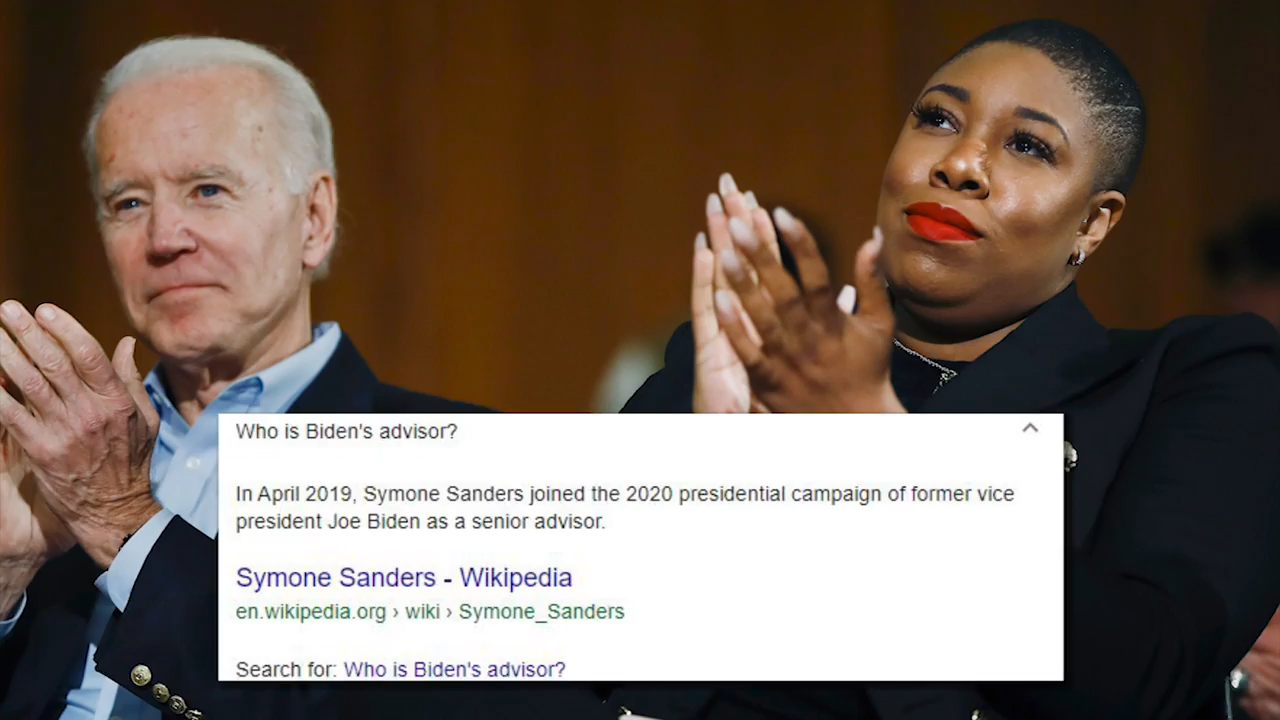 Who is Biden's advisor?
In April 2019, Symone Sanders joined the 2020 presidential campaign of former vice
president Joe Biden as a senior advisor.
Symone Sanders - Wikipedia
en.wikipedia.org › wiki › Symone_Sanders
Search for: Who is Biden's advisor?